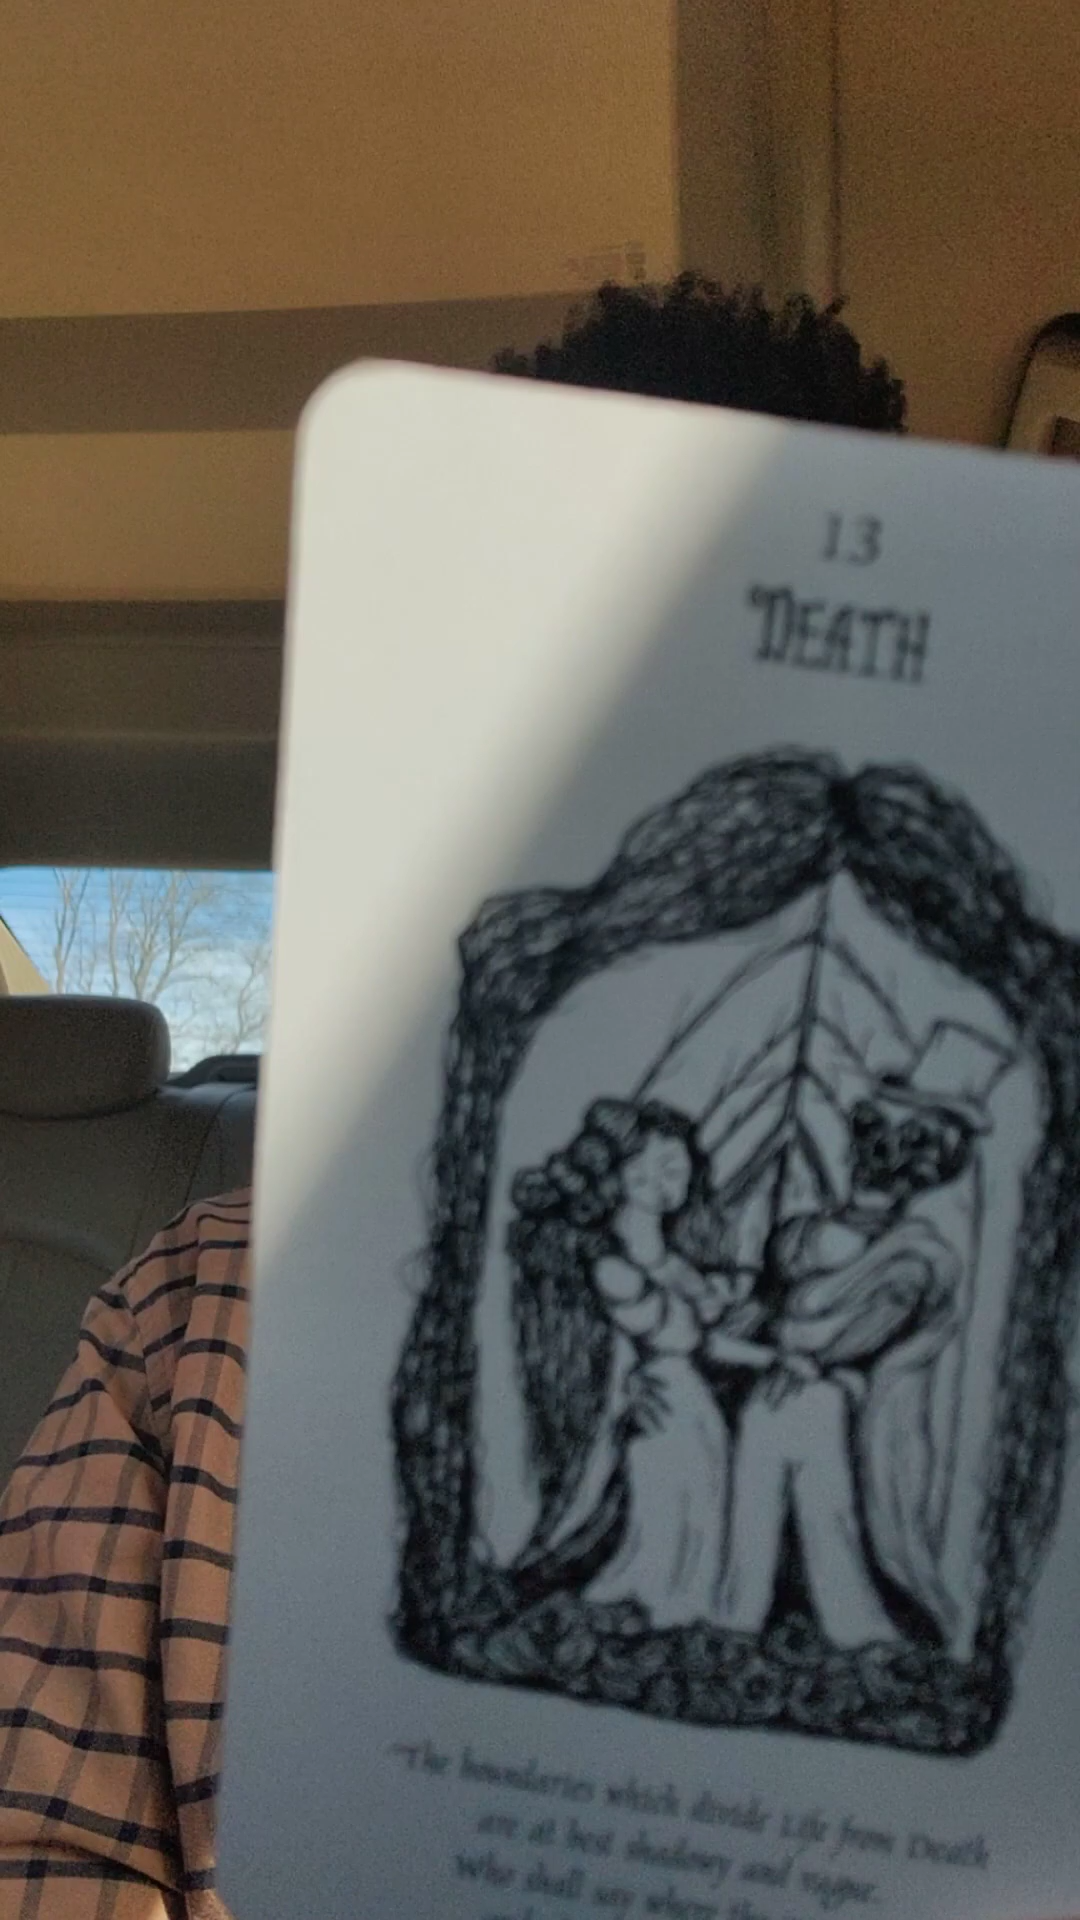 13
DEATH
The boundaries which divide Life from Death
are at best shadowy and vague.
Who shall say where the